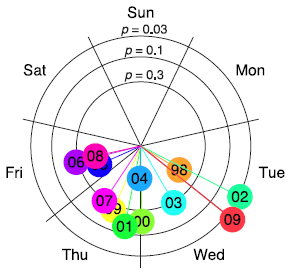 Sun
p = 0.03
p = 0.1
p = 0.3
Sat
Mon
Fri
Tue
Thu
Wed
06
08
98
04
07
03
02
09
01
00